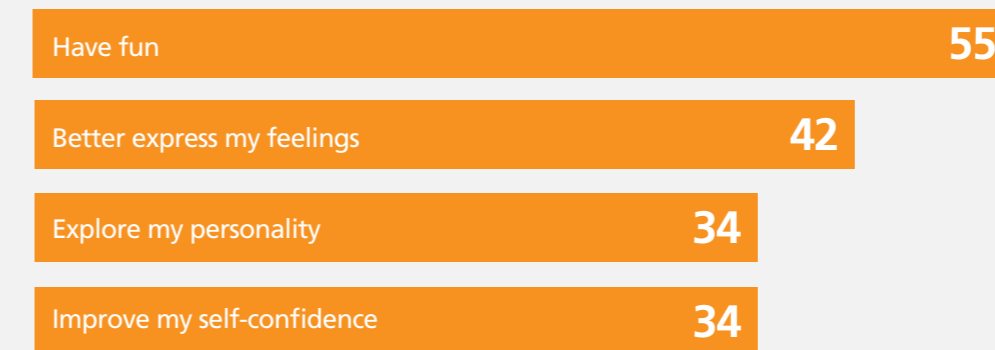 Have fun 55
Better express my feelings 42
Explore my personality 34
Improve my self-confidence 34